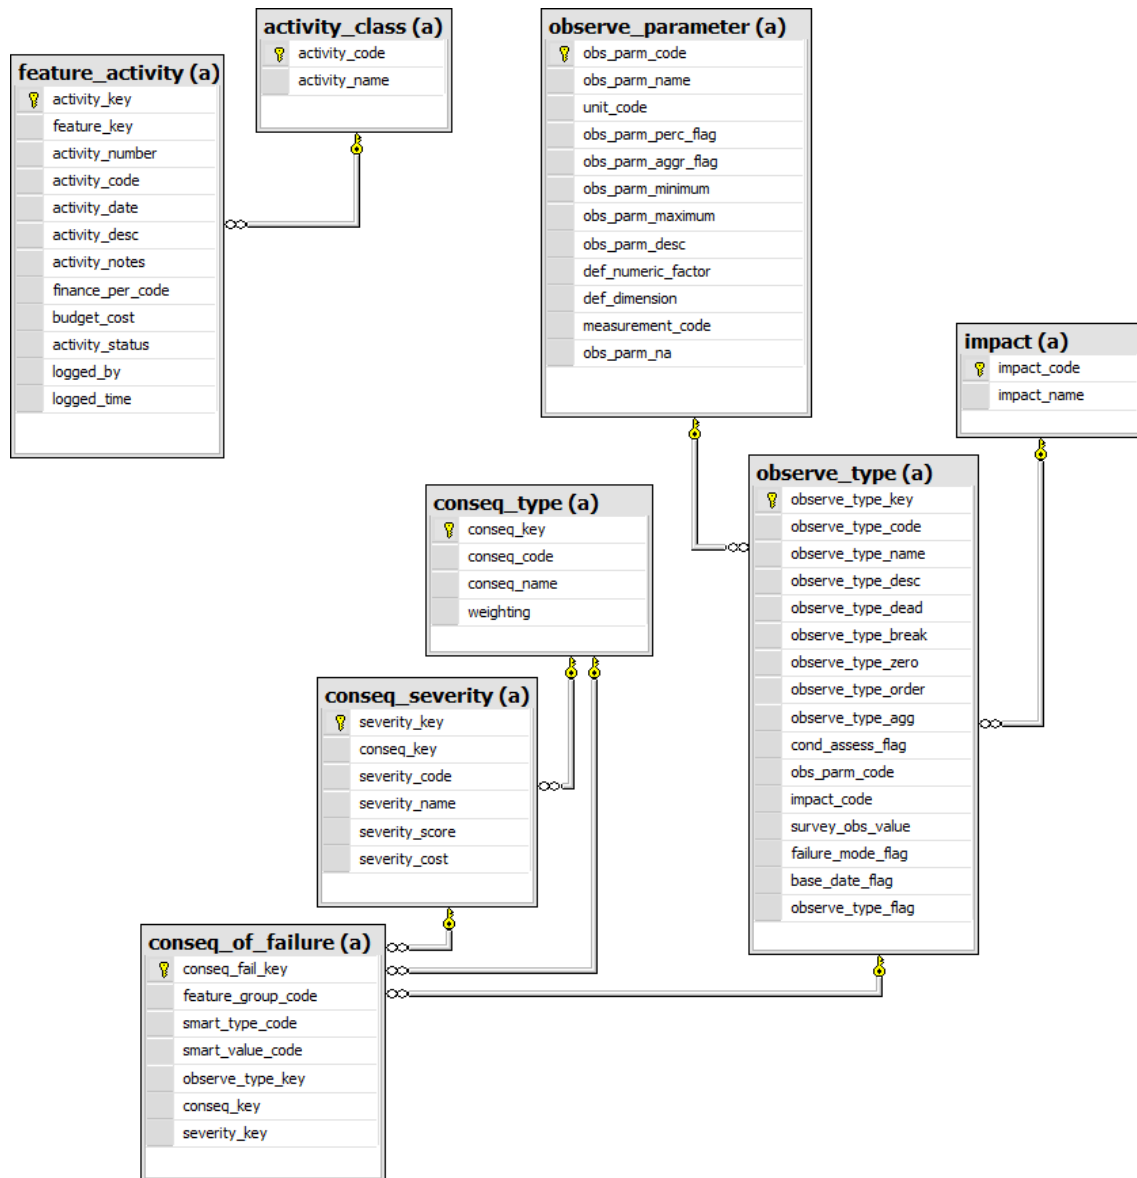 feature_activity (a)
activity_key
feature_key
activity_number
activity_code
activity_date
activity_desc
activity_notes
finance_per_code
budget_cost
activity_status
logged_by
logged_time
activity_class (a)
activity_code
activity_name
observe_parameter (a)
obs_parm_code
obs_parm_name
unit_code
obs_parm_perc_flag
obs_parm_aggr_flag
obs_parm_minimum
obs_parm_maximum
obs_parm_desc
def_numeric_factor
def_dimension
measurement_code
obs_parm_na
impact (a)
impact_code
impact_name
observe_type (a)
observe_type_key
observe_type_code
observe_type_name
observe_type_desc
observe_type_dead
observe_type_break
observe_type_zero
observe_type_order
observe_type_agg
cond_assess_flag
obs_parm_code
impact_code
survey_obs_value
failure_mode_flag
base_date_flag
observe_type_flag
conseq_type (a)
conseq_key
conseq_code
conseq_name
weighting
conseq_severity (a)
severity_key
conseq_key
severity_code
severity_name
severity_score
severity_cost
conseq_of_failure (a)
conseq_fail_key
feature_group_code
smart_type_code
smart_value_code
observe_type_key
conseq_key
severity_key